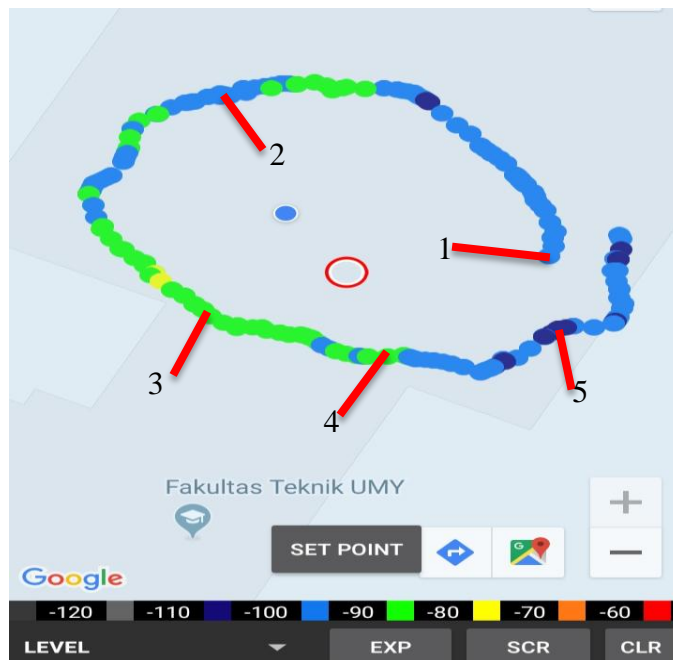 2
1
3
4
5
Fakultas Teknik UMY
SET POINT
G
Google
-120 -110 -100 -90 -80 -70 -60
LEVEL EXP SCR CLR